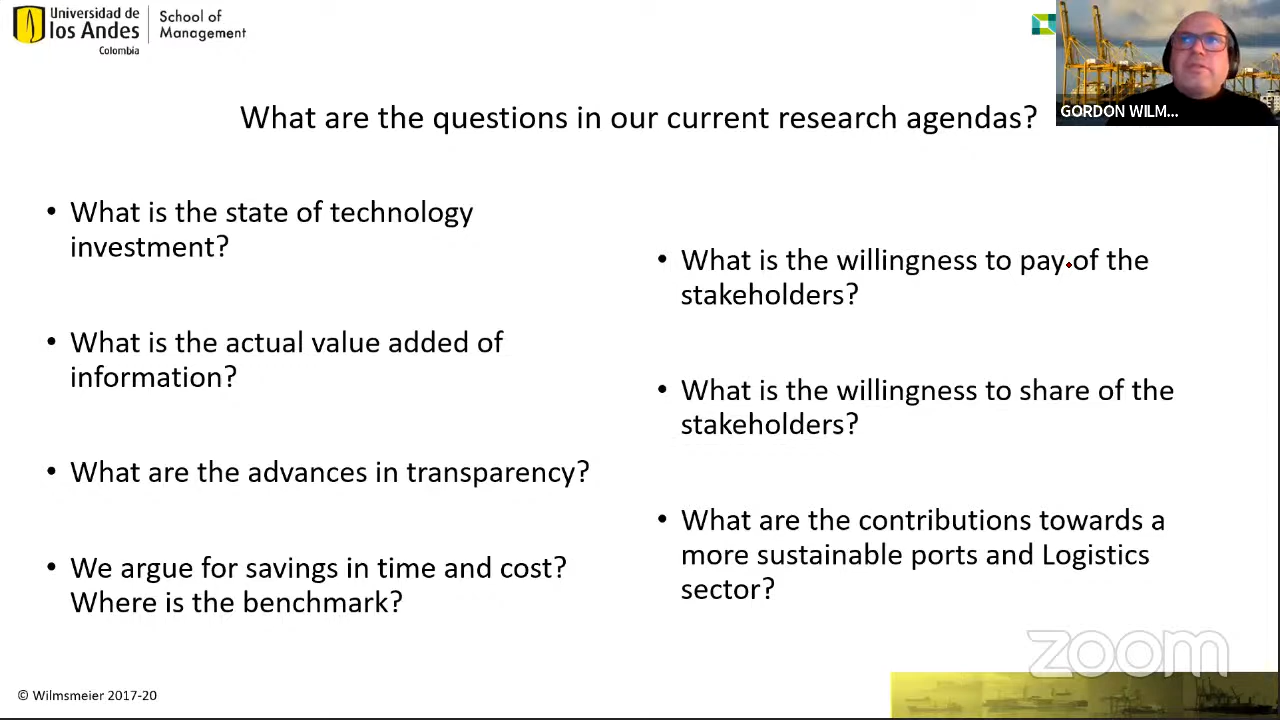 Universidad de
los Andes
Colombia
School of
Management
GORDON WILM...
What are the questions in our current research agendas?
• What is the state of technology
investment?
• What is the actual value added of
information?
• What are the advances in transparency?
• We argue for savings in time and cost?
Where is the benchmark?
• What is the willingness to pay of the
stakeholders?
• What is the willingness to share of the
stakeholders?
• What are the contributions towards a
more sustainable ports and Logistics
sector?
zoom
© Wilmsmeier 2017-20